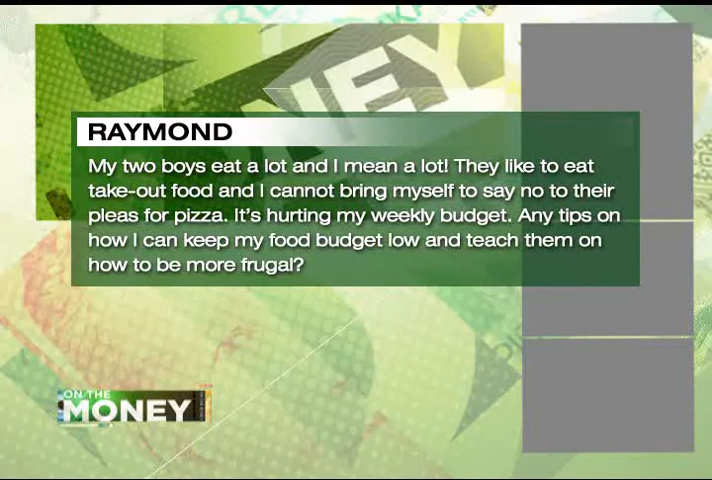 MONEY
RAYMOND
My two boys eat a lot and I mean a lot! They like to eat
take-out food and I cannot bring myself to say no to their
pleas for pizza. It's hurting my weekly budget. Any tips on
how I can keep my food budget low and teach them on
how to be more frugal?
ON THE
MONEY